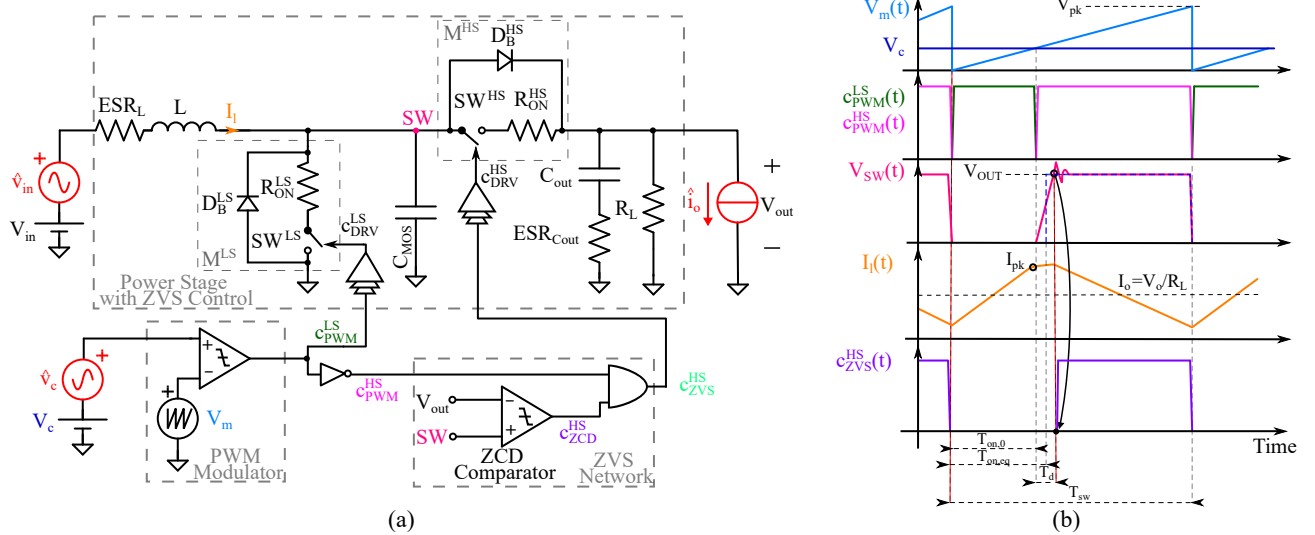 M^HS
D_B^HS
SW^HS
R_ON^HS
ESR_L
L
I_l
SW
+
v̂_in
V_in
D_B^LS
R_ON^LS
SW^LS
c_DRV^LS
M^LS
C_MOS
c_DRV^HS
C_out
ESR_Cout
R_L
î_o
+
V_out
−
Power Stage
with ZVS Control
c_PWM^LS
+
v̂_c
V_c
+
−
+
V_m
PWM
Modulator
c_PWM^HS
V_out
SW
−
+
ZCD
Comparator
c_ZCD^HS
c_ZVS^HS
ZVS
Network
(a)
V_m(t)
V_pk
V_c
c_PWM^LS(t)
c_PWM^HS(t)
V_SW(t)
V_OUT
I_l(t)
I_pk
I_o=V_o/R_L
c_ZVS^HS(t)
Time
T_on,0
T_on,eq
T_d
T_sw
(b)